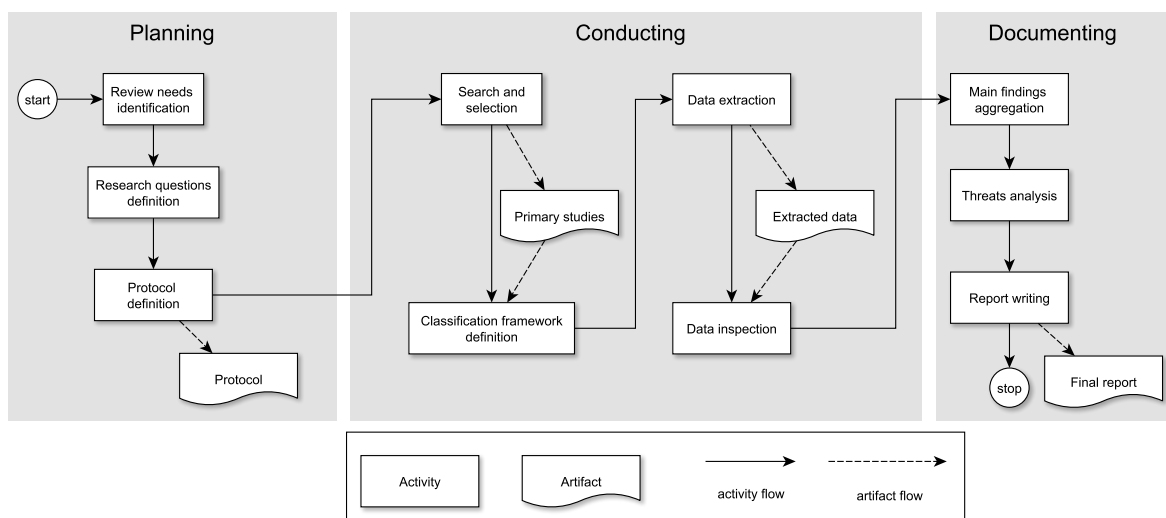 Planning
start
Review needs
identification
Research questions
definition
Protocol
definition
Protocol
Conducting
Search and
selection
Primary studies
Classification framework
definition
Data extraction
Extracted data
Data inspection
Documenting
Main findings
aggregation
Threats analysis
Report writing
stop
Final report
Activity
Artifact
activity flow
artifact flow